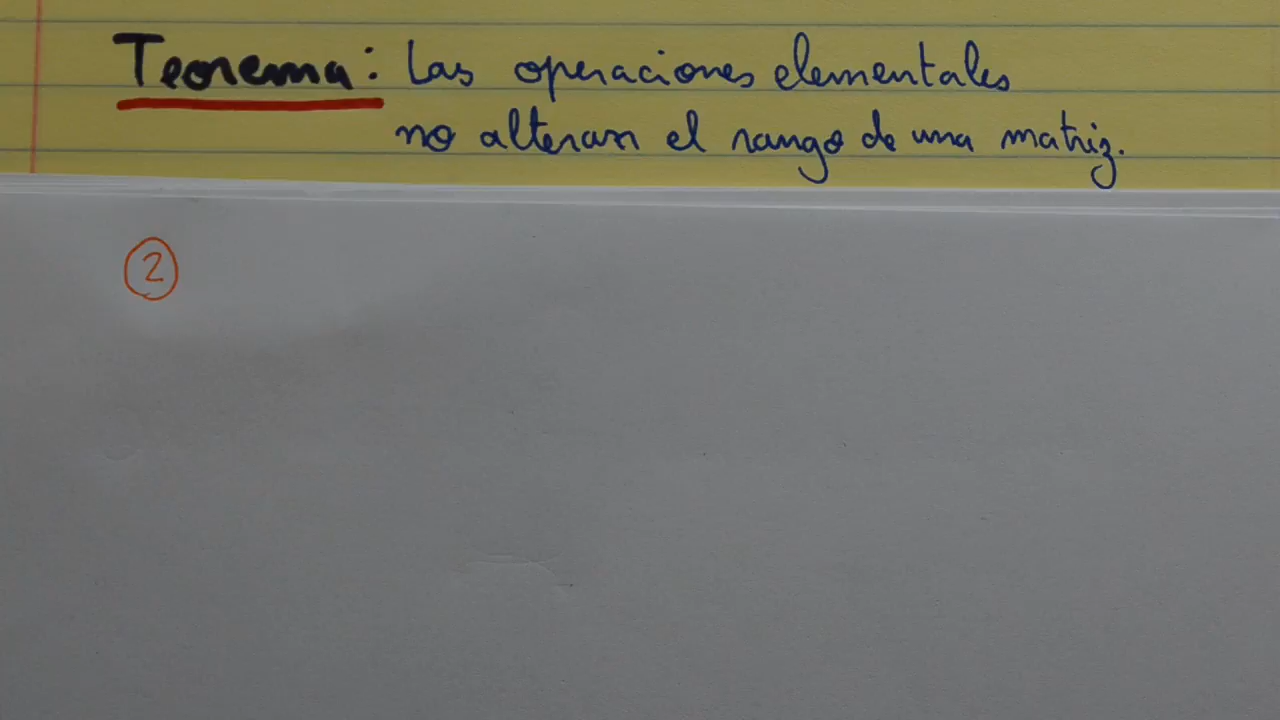 Teorema: Las operaciones elementales
no alteran el rango de una matriz.
2